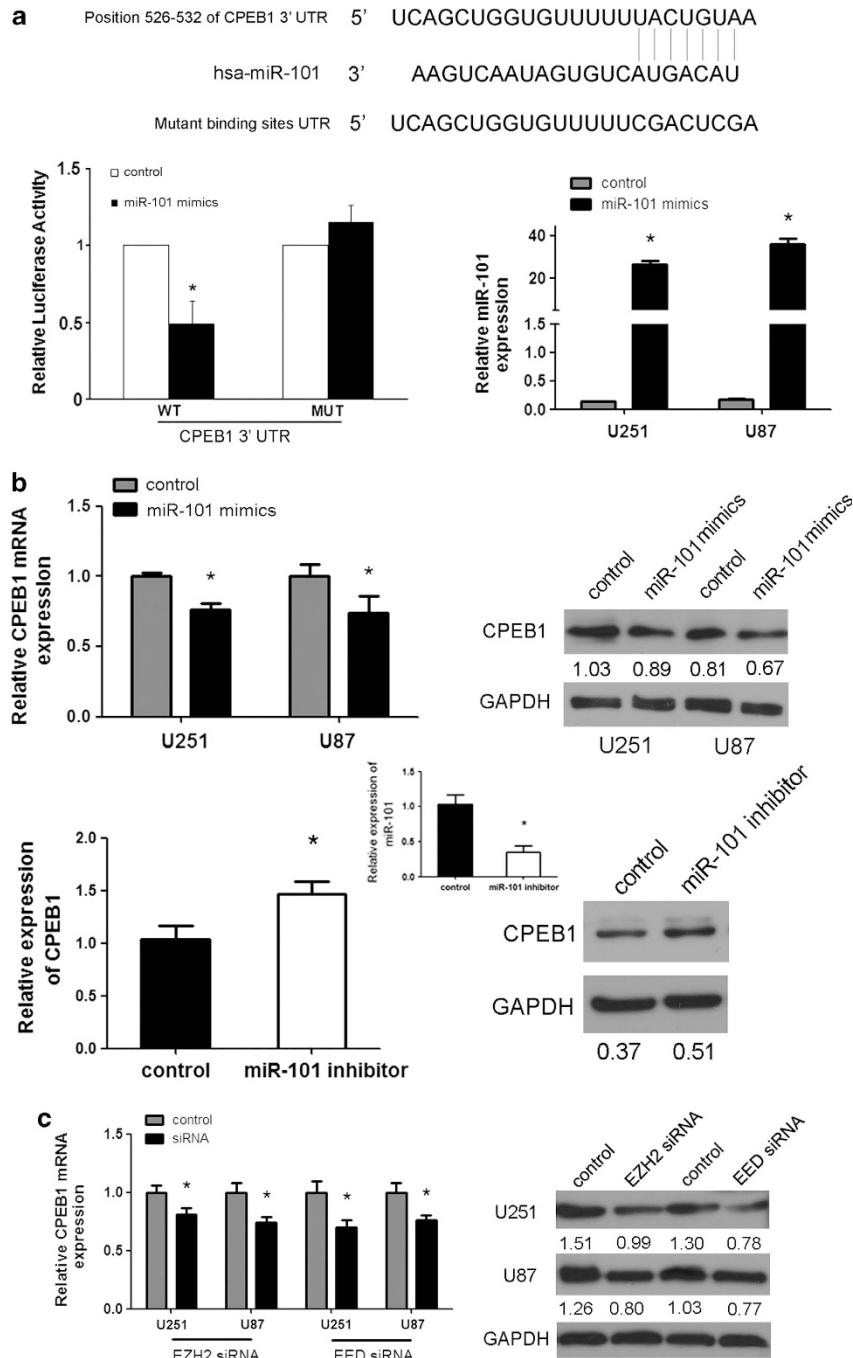 a
Position 526-532 of CPEB1 3' UTR 5' UCAGCUGGUGUUUUUUACUGUAA
hsa-miR-101 3' AAGUCAAUAGUGUCAUGACAU
Mutant binding sites UTR 5' UCAGCUGGUGUUUUUCGACUCGA
Relative Luciferase Activity
1.5
1
0.5
0
control
miR-101 mimics
*
WT MUT
CPEB1 3' UTR
Relative miR-101
expression
control
miR-101 mimics
40
20
1.5
1.0
0.5
0.0
* *
U251 U87
b
Relative CPEB1 mRNA
expression
control
miR-101 mimics
1.5
1.0
0.5
0.0
* *
U251 U87
control miR-101 mimics control miR-101 mimics
CPEB1
1.03 0.89 0.81 0.67
GAPDH
U251 U87
Relative expression
of CPEB1
2.0
1.5
1.0
0.5
0.0
*
control miR-101 inhibitor
Relative expression of
miR-101
1.5
1.0
0.5
0.0
*
control miR-101 inhibitor
control miR-101 inhibitor
CPEB1
GAPDH
0.37 0.51
c
Relative CPEB1 mRNA
expression
control
siRNA
1.5
1.0
0.5
0.0
* * * *
U251 U87 U251 U87
EZH2 siRNA EED siRNA
control EZH2 siRNA control EED siRNA
U251
1.51 0.99 1.30 0.78
U87
1.26 0.80 1.03 0.77
GAPDH